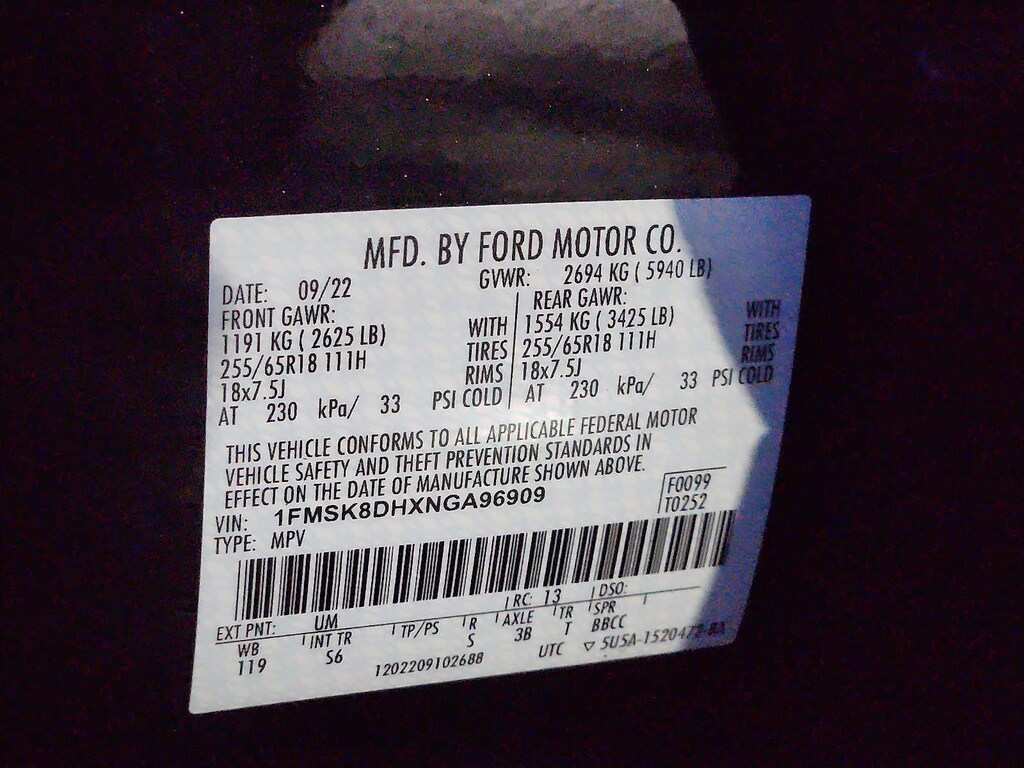 MFD. BY FORD MOTOR CO.
DATE: 09/22 GVWR: 2694 KG ( 5940 LB)
FRONT GAWR: REAR GAWR:
1191 KG ( 2625 LB) WITH 1554 KG ( 3425 LB) WITH
255/65R18 111H TIRES 255/65R18 111H TIRES
18x7.5J RIMS 18x7.5J RIMS
AT 230 kPa/ 33 PSI COLD AT 230 kPa/ 33 PSI COLD
THIS VEHICLE CONFORMS TO ALL APPLICABLE FEDERAL MOTOR
VEHICLE SAFETY AND THEFT PREVENTION STANDARDS IN
EFFECT ON THE DATE OF MANUFACTURE SHOWN ABOVE.
F0099
VIN: 1FMSK8DHXNGA96909 T0252
TYPE: MPV
EXT PNT: UM RC: 13 DSO:
WB INT TR TP/PS R AXLE TR SPR
119 S6 S 3B T BBCC
1202209102688 UTC ▽ 5U5A-1520472-BA